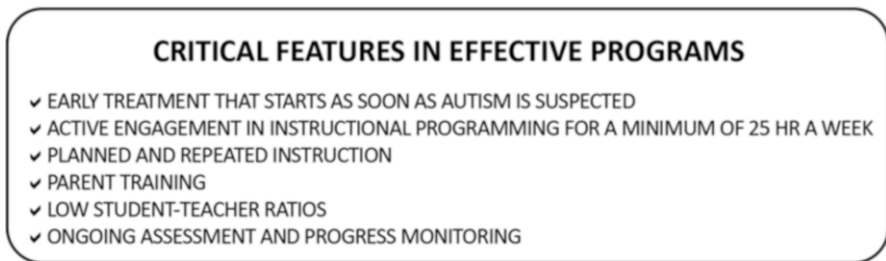 CRITICAL FEATURES IN EFFECTIVE PROGRAMS
✓ EARLY TREATMENT THAT STARTS AS SOON AS AUTISM IS SUSPECTED
✓ ACTIVE ENGAGEMENT IN INSTRUCTIONAL PROGRAMMING FOR A MINIMUM OF 25 HR A WEEK
✓ PLANNED AND REPEATED INSTRUCTION
✓ PARENT TRAINING
✓ LOW STUDENT-TEACHER RATIOS
✓ ONGOING ASSESSMENT AND PROGRESS MONITORING